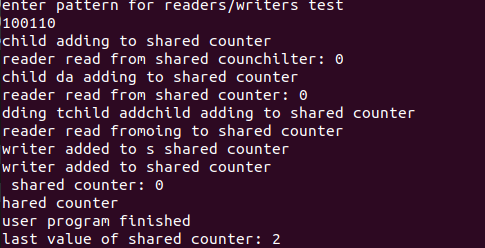 enter pattern for readers/writers test
100110
child adding to shared counter
reader read from shared counchilter: 0
child da adding to shared counter
reader read from shared counter: 0
dding tchild addchild adding to shared counter
reader read fromoing to shared counter
writer added to s shared counter
writer added to shared counter
 shared counter: 0
hared counter
user program finished
last value of shared counter: 2